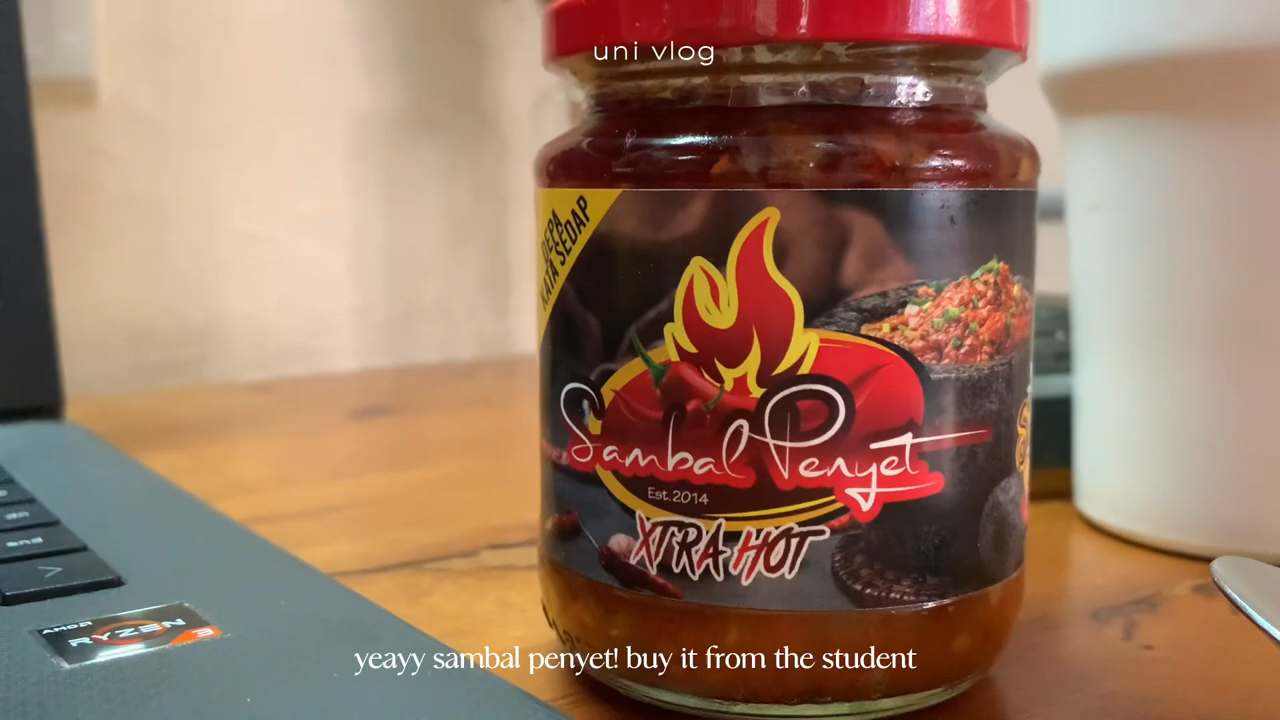 uni vlog
DEPA
KATA SEDAP
Sambal Penyet
Est. 2014
XTRA HOT
AMD
RYZEN
3
yeayy sambal penyet! buy it from the student